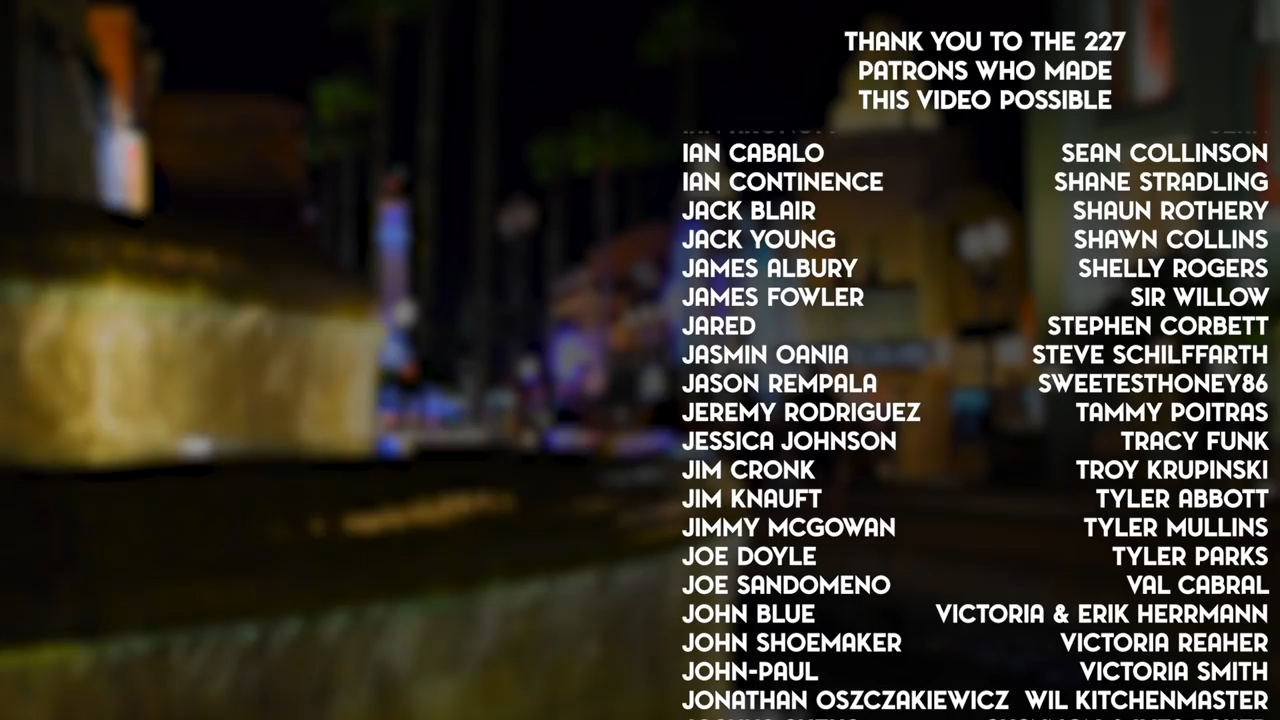 THANK YOU TO THE 227
PATRONS WHO MADE
THIS VIDEO POSSIBLE
IAN CABALO
IAN CONTINENCE
JACK BLAIR
JACK YOUNG
JAMES ALBURY
JAMES FOWLER
JARED
JASMIN OANIA
JASON REMPALA
JEREMY RODRIGUEZ
JESSICA JOHNSON
JIM CRONK
JIM KNAUFT
JIMMY MCGOWAN
JOE DOYLE
JOE SANDOMENO
JOHN BLUE
JOHN SHOEMAKER
JOHN-PAUL
JONATHAN OSZCZAKIEWICZ
SEAN COLLINSON
SHANE STRADLING
SHAUN ROTHERY
SHAWN COLLINS
SHELLY ROGERS
SIR WILLOW
STEPHEN CORBETT
STEVE SCHILFFARTH
SWEETESTHONEY86
TAMMY POITRAS
TRACY FUNK
TROY KRUPINSKI
TYLER ABBOTT
TYLER MULLINS
TYLER PARKS
VAL CABRAL
VICTORIA & ERIK HERRMANN
VICTORIA REAHER
VICTORIA SMITH
WIL KITCHENMASTER